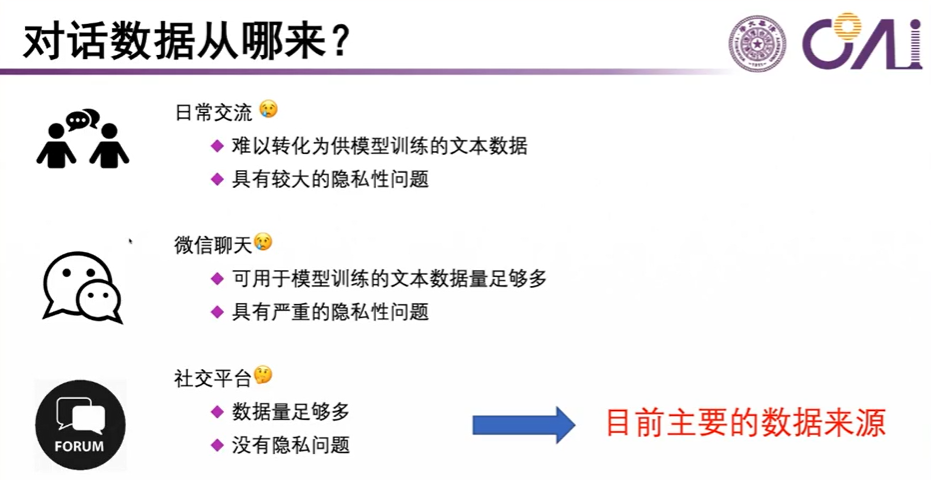 对话数据从哪来？
COAi
日常交流
难以转化为供模型训练的文本数据
具有较大的隐私性问题
微信聊天
可用于模型训练的文本数据量足够多
具有严重的隐私性问题
社交平台
数据量足够多
没有隐私问题
FORUM
目前主要的数据来源